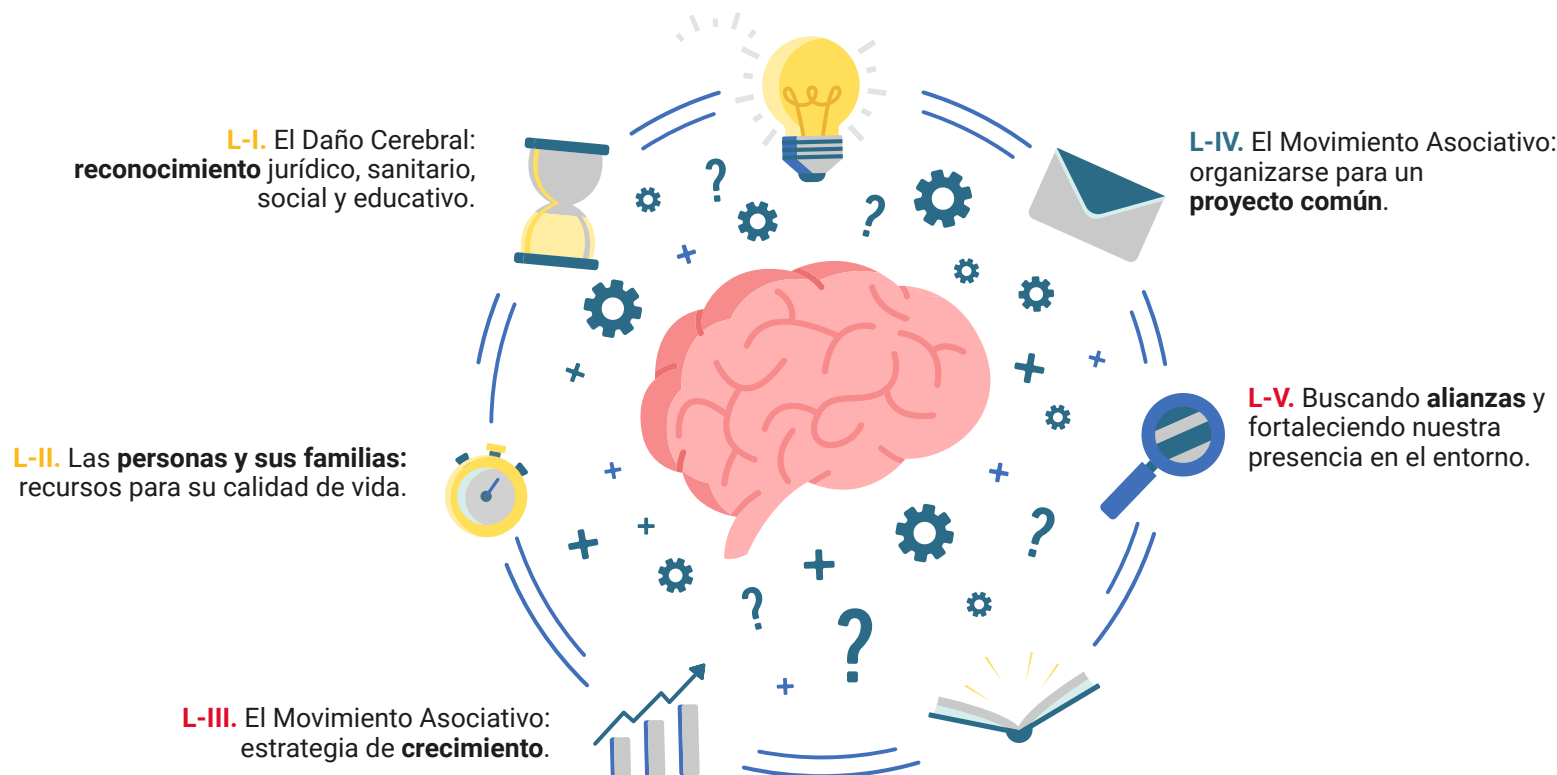 L-I. El Daño Cerebral:
reconocimiento jurídico, sanitario,
social y educativo.
L-II. Las personas y sus familias:
recursos para su calidad de vida.
L-III. El Movimiento Asociativo:
estrategia de crecimiento.
L-IV. El Movimiento Asociativo:
organizarse para un
proyecto común.
L-V. Buscando alianzas y
fortaleciendo nuestra
presencia en el entorno.